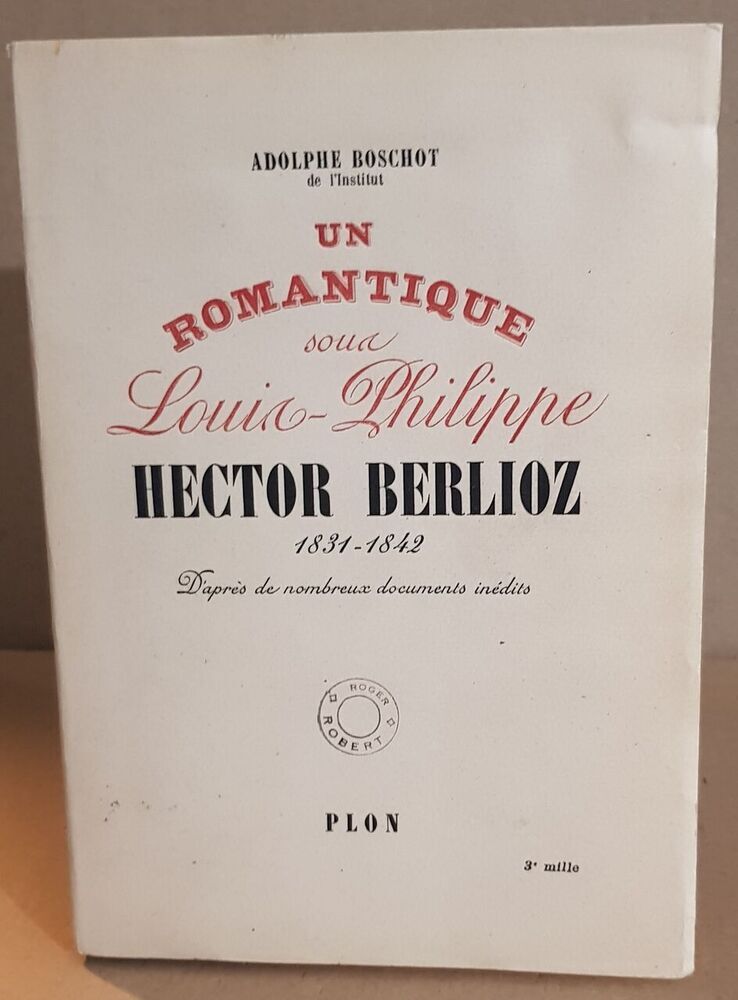 ADOLPHE BOSCHOT
de l'Institut
UN
ROMANTIQUE
sous
Louis-Philippe
HECTOR BERLIOZ
1831-1842
D'après de nombreux documents inédits
ROGER
ROBERT
PLON
3e mille